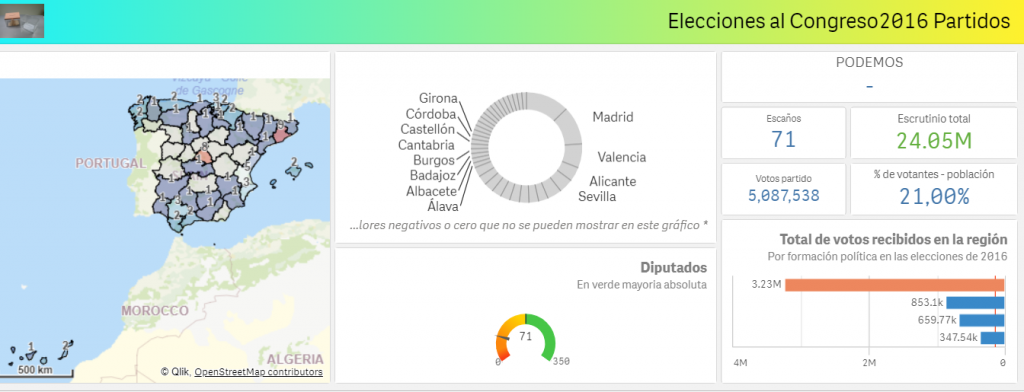 Elecciones al Congreso2016 Partidos
de Gascogne
PORTUGAL
MOROCCO
ALGERIA
500 km
© Qlik, OpenStreetMap contributors
Girona
Córdoba
Castellón
Cantabria
Burgos
Badajoz
Albacete
Álava
Madrid
Valencia
Alicante
Sevilla
...lores negativos o cero que no se pueden mostrar en este gráfico *
Diputados
En verde mayoria absoluta
71
0
350
PODEMOS
-
Escaños
71
Escrutinio total
24.05M
Votos partido
5,087,538
% de votantes - población
21,00%
Total de votos recibidos en la región
Por formación política en las elecciones de 2016
3.23M
853.1k
659.77k
347.54k
4M
2M
0